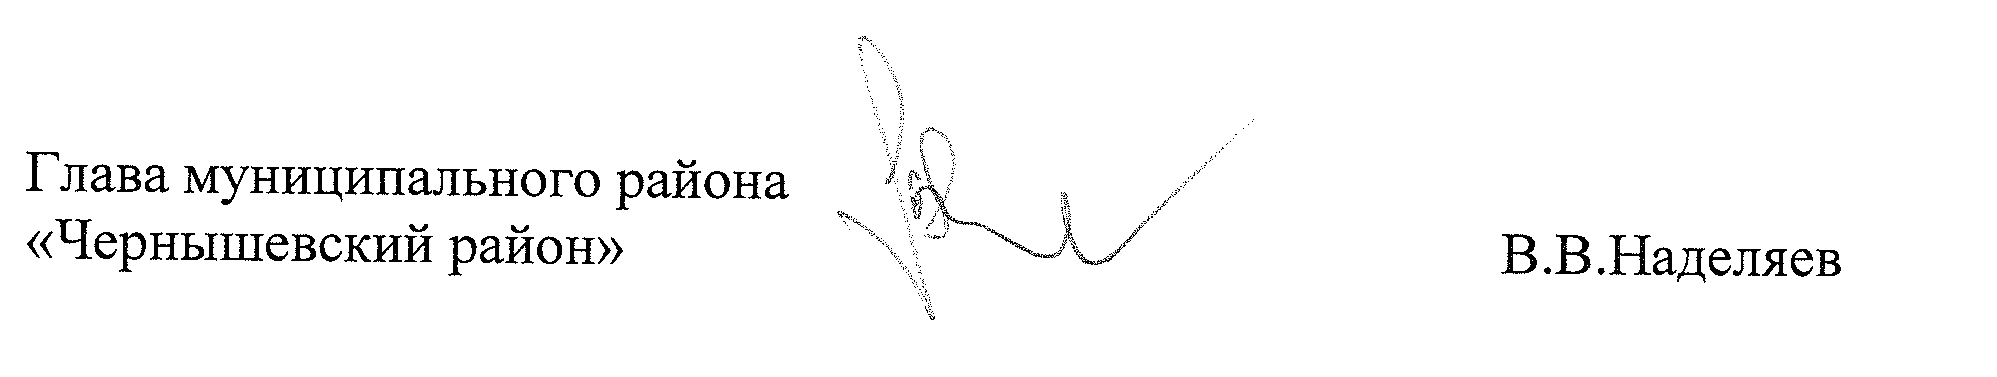 Глава муниципального района
«Чернышевский район»
В.В.Наделяев